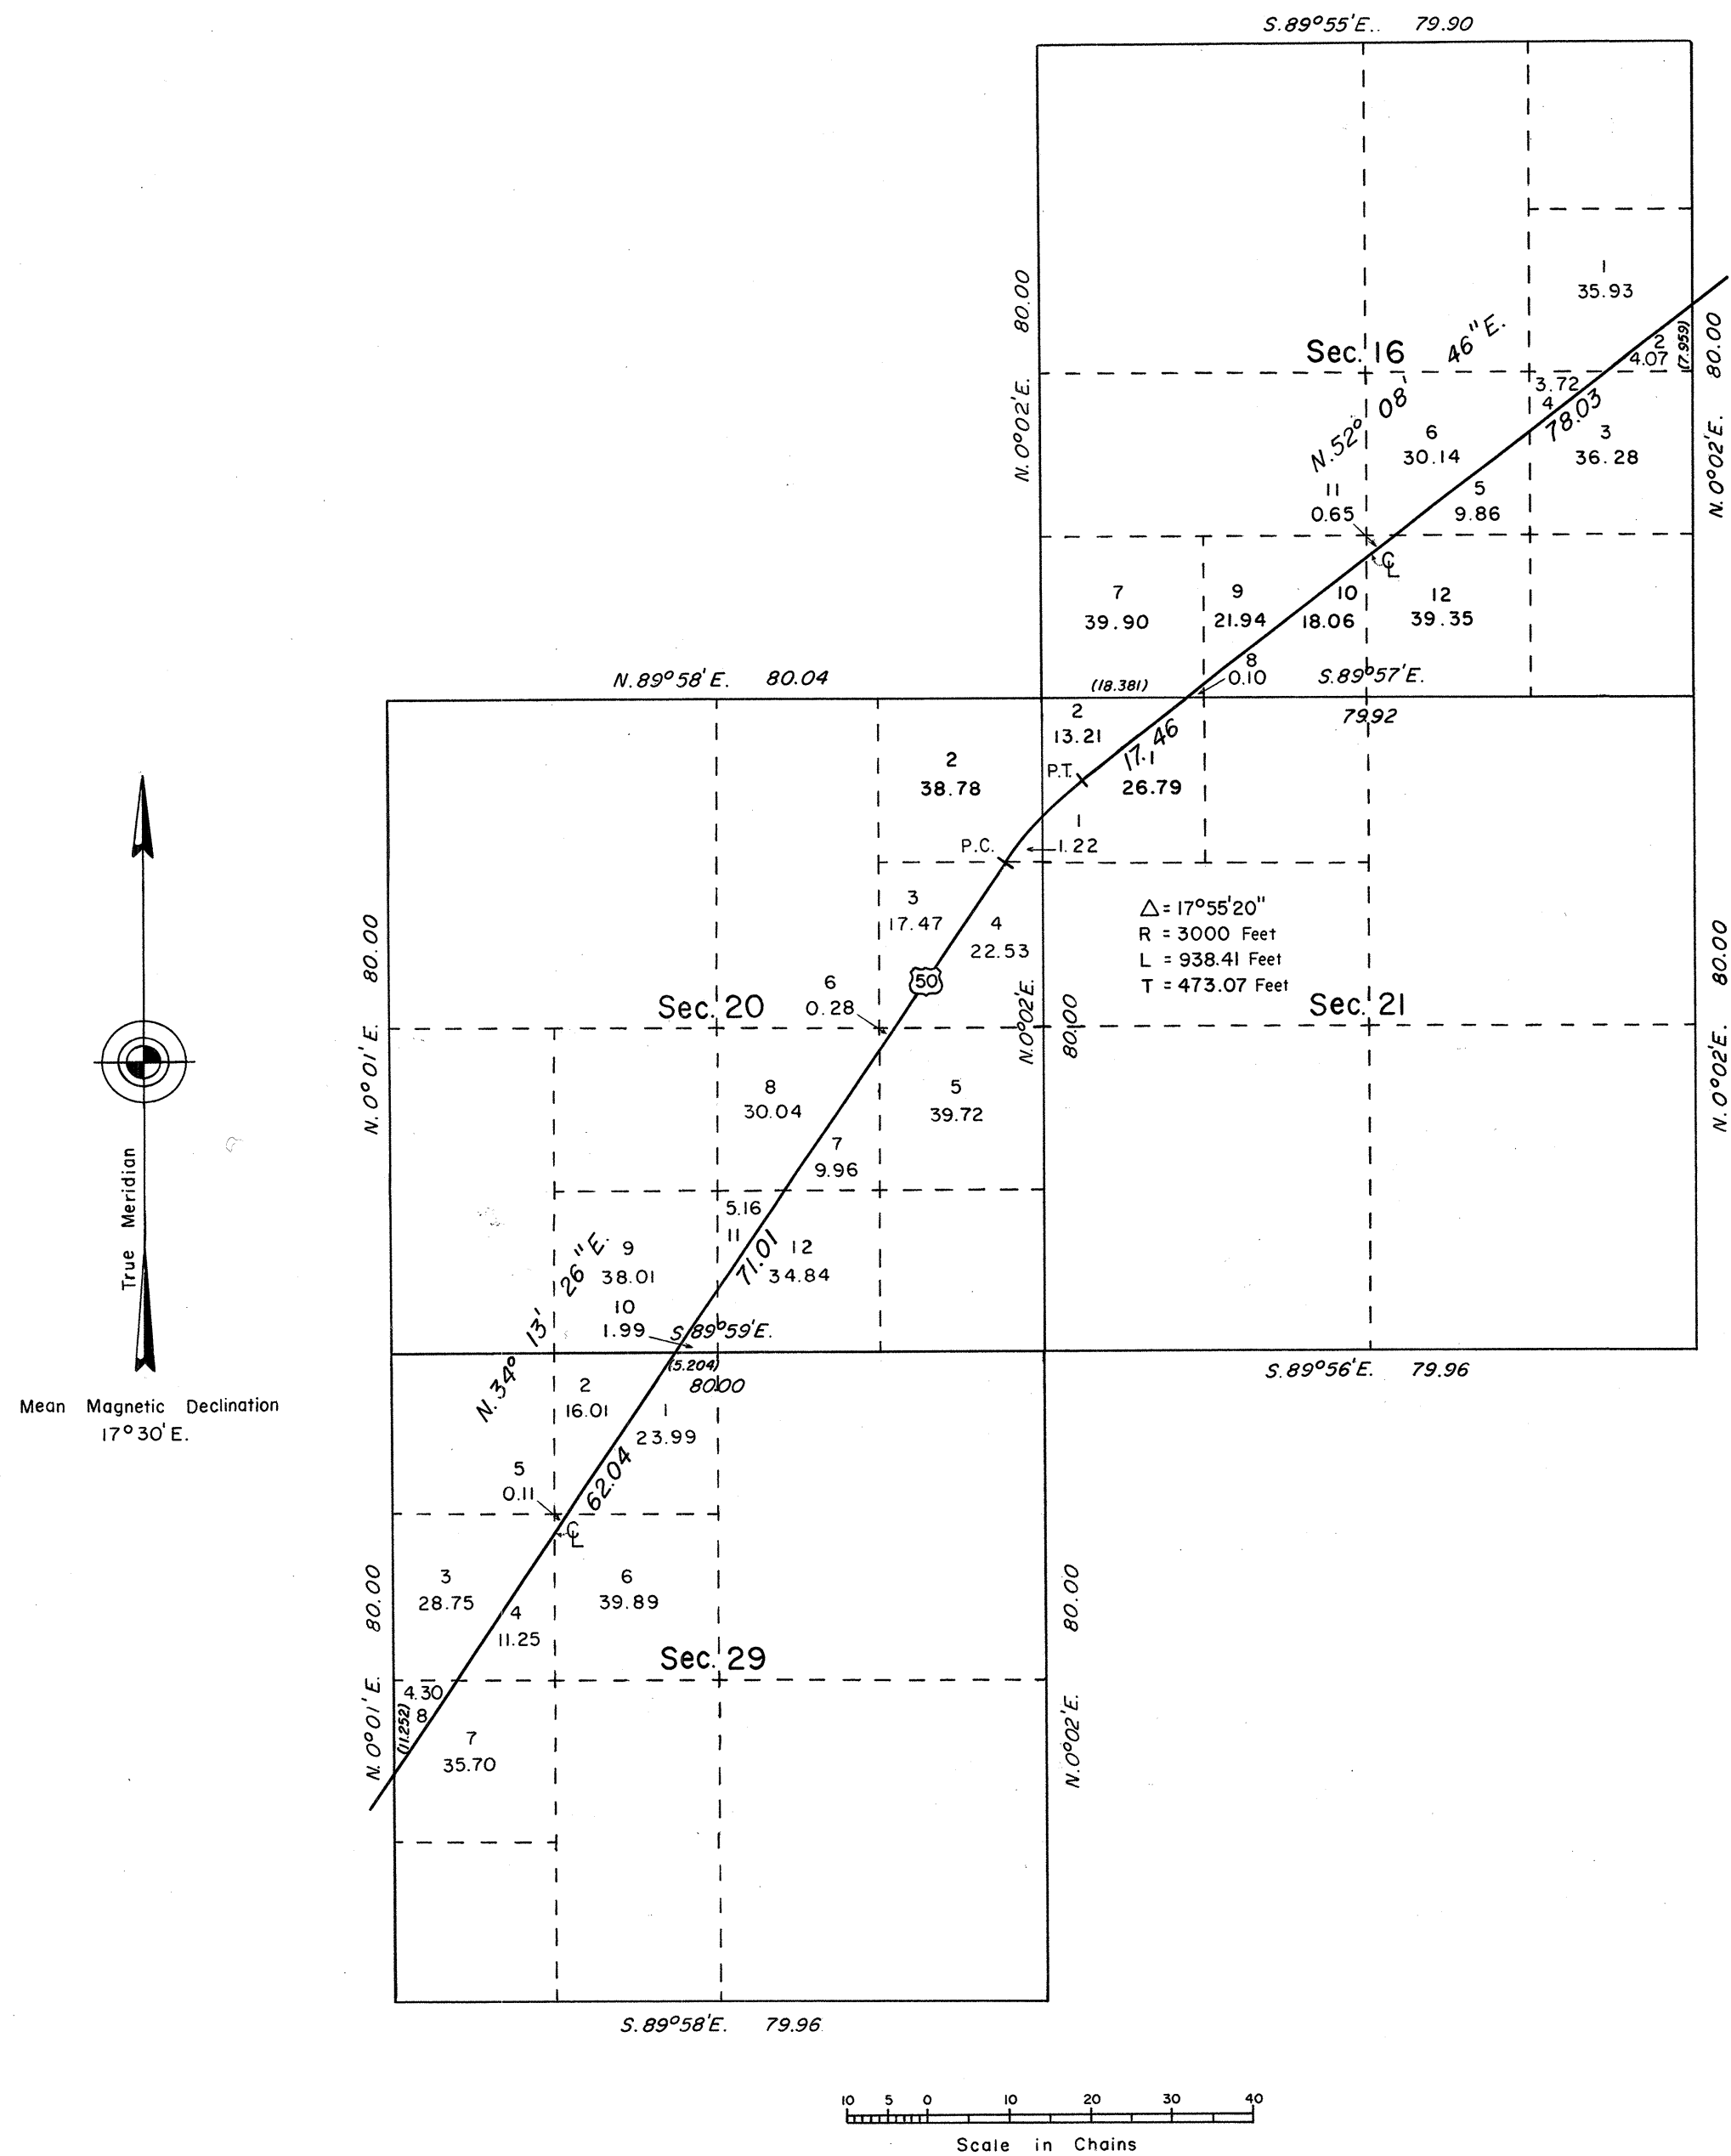 S.89°55'E. 79.90
80.00
N.0°02'E.
1
35.93
Sec. 16
N.52° 08' 46"E.
2
4.07
(7.959)
80.00
N.0°02'E.
3.72
4
78.03
6
30.14
3
36.28
11
0.65
5
9.86
℄
7
39.90
9
21.94
10
18.06
12
39.35
8
0.10
N.89°58'E. 80.04
(18.381)
S.89°57'E.
79.92
2
13.21
17.46
2
38.78
P.T.
1
26.79
P.C.
1.22
3
17.47
4
22.53
△ = 17°55'20"
R = 3000 Feet
L = 938.41 Feet
T = 473.07 Feet
50
80.00
N.0°01'E.
Sec. 20
6
0.28
N.0°02'E.
80.00
Sec. 21
80.00
N.0°02'E.
8
30.04
5
39.72
7
9.96
True Meridian
5.16
11
71.01
12
34.84
9
38.01
N.34° 13' 26"E.
10
1.99
S.89°59'E.
(5.204)
80.00
S.89°56'E. 79.96
Mean Magnetic Declination
17°30'E.
2
16.01
1
23.99
62.04
5
0.11
℄
80.00
N.0°01'E.
3
28.75
6
39.89
4
11.25
Sec. 29
80.00
N.0°02'E.
4.30
8
(11.252)
7
35.70
S.89°58'E. 79.96
10 5 0 10 20 30 40
Scale in Chains